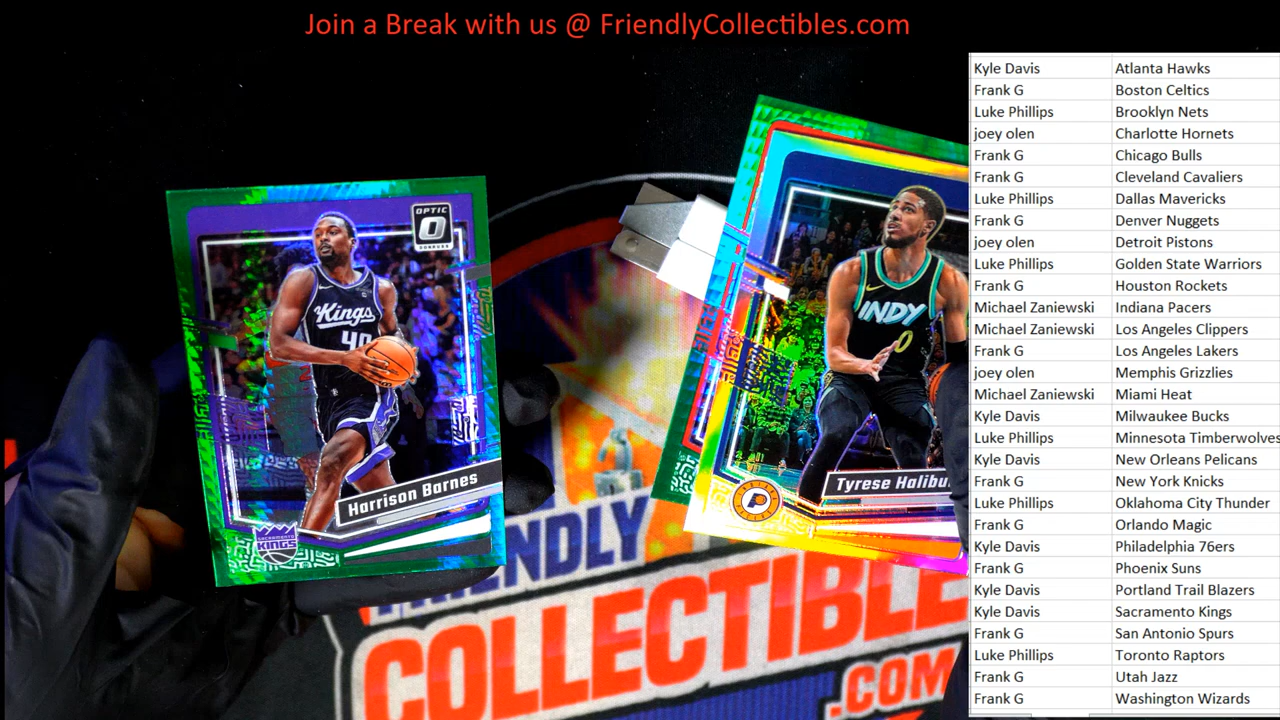 Join a Break with us @ FriendlyCollectibles.com
Kyle Davis Atlanta Hawks
Frank G Boston Celtics
Luke Phillips Brooklyn Nets
joey olen Charlotte Hornets
Frank G Chicago Bulls
Frank G Cleveland Cavaliers
Luke Phillips Dallas Mavericks
Frank G Denver Nuggets
joey olen Detroit Pistons
Luke Phillips Golden State Warriors
Frank G Houston Rockets
Michael Zaniewski Indiana Pacers
Michael Zaniewski Los Angeles Clippers
Frank G Los Angeles Lakers
joey olen Memphis Grizzlies
Michael Zaniewski Miami Heat
Kyle Davis Milwaukee Bucks
Luke Phillips Minnesota Timberwolves
Kyle Davis New Orleans Pelicans
Frank G New York Knicks
Luke Phillips Oklahoma City Thunder
Frank G Orlando Magic
Kyle Davis Philadelphia 76ers
Frank G Phoenix Suns
Kyle Davis Portland Trail Blazers
Kyle Davis Sacramento Kings
Frank G San Antonio Spurs
Luke Phillips Toronto Raptors
Frank G Utah Jazz
Frank G Washington Wizards
OPTIC
DONRUSS
Kings
40
Harrison Barnes
SACRAMENTO
KINGS
INDY
0
Tyrese Halibu
P
FRIENDLY
COLLECTIBLE
.COM